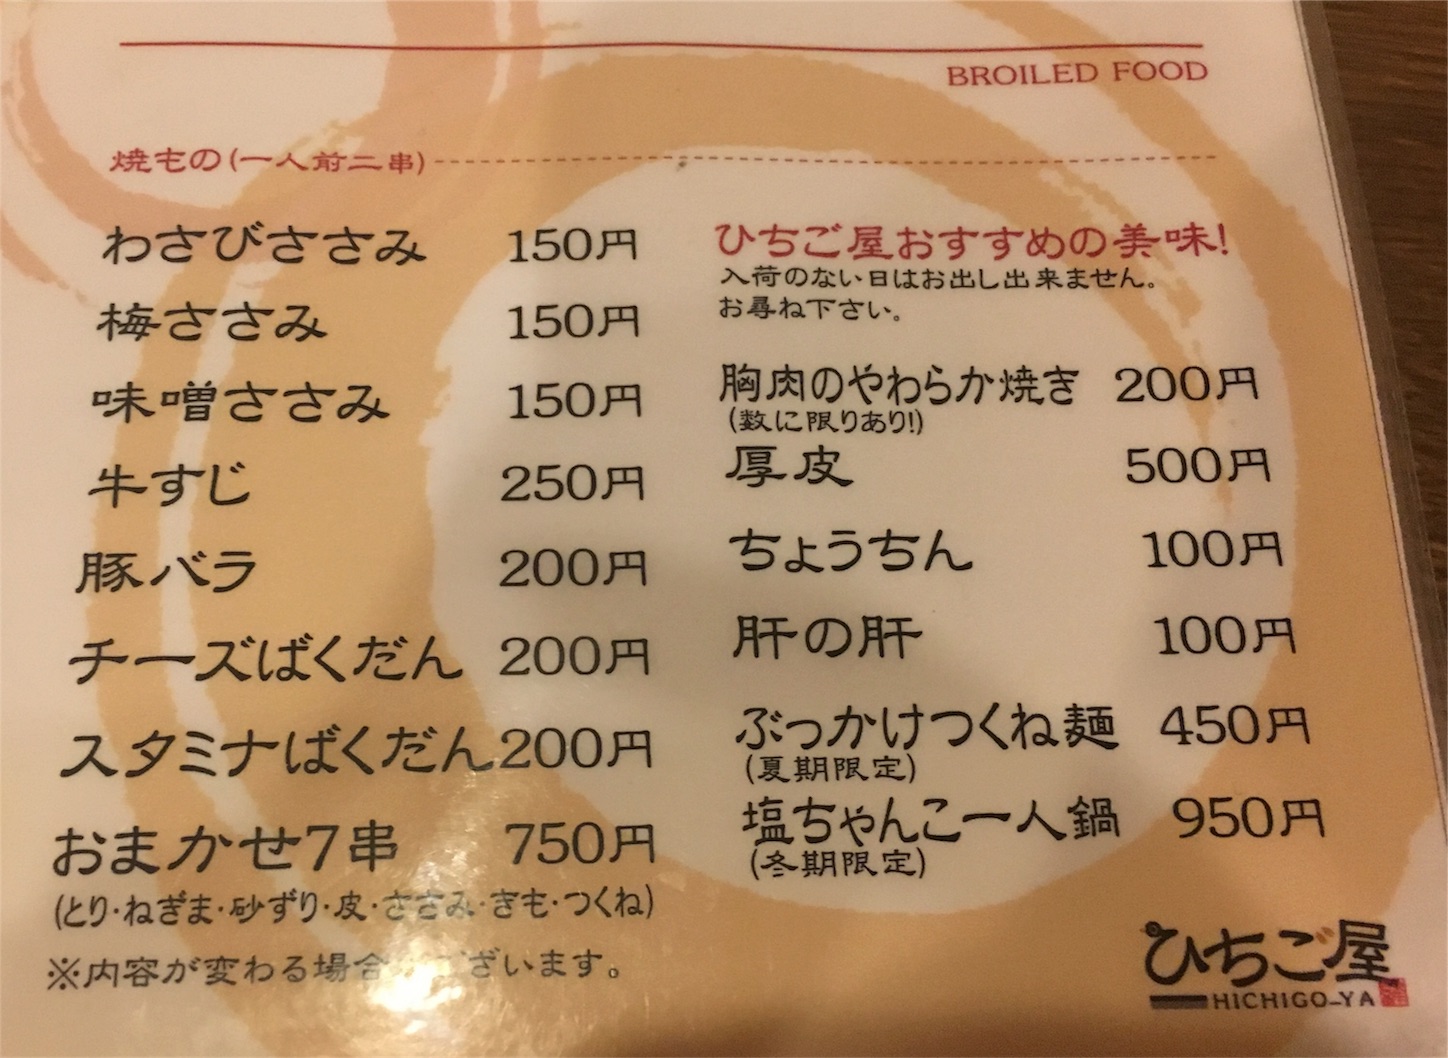 BROILED FOOD
焼もの(一人前二串)
わさびささみ 150円
梅ささみ 150円
味噌ささみ 150円
牛すじ 250円
豚バラ 200円
チーズばくだん 200円
スタミナばくだん 200円
おまかせ7串 750円
(とり・ねぎま・砂ずり・皮・ささみ・きも・つくね)
※内容が変わる場合がございます。
ひちご屋おすすめの美味!
入荷のない日はお出し出来ません。
お尋ね下さい。
胸肉のやわらか焼き 200円
(数に限りあり!)
厚皮 500円
ちょうちん 100円
肝の肝 100円
ぶっかけつくね麺 450円
(夏期限定)
塩ちゃんこ一人鍋 950円
(冬期限定)
ひちご屋
HICHIGO-YA